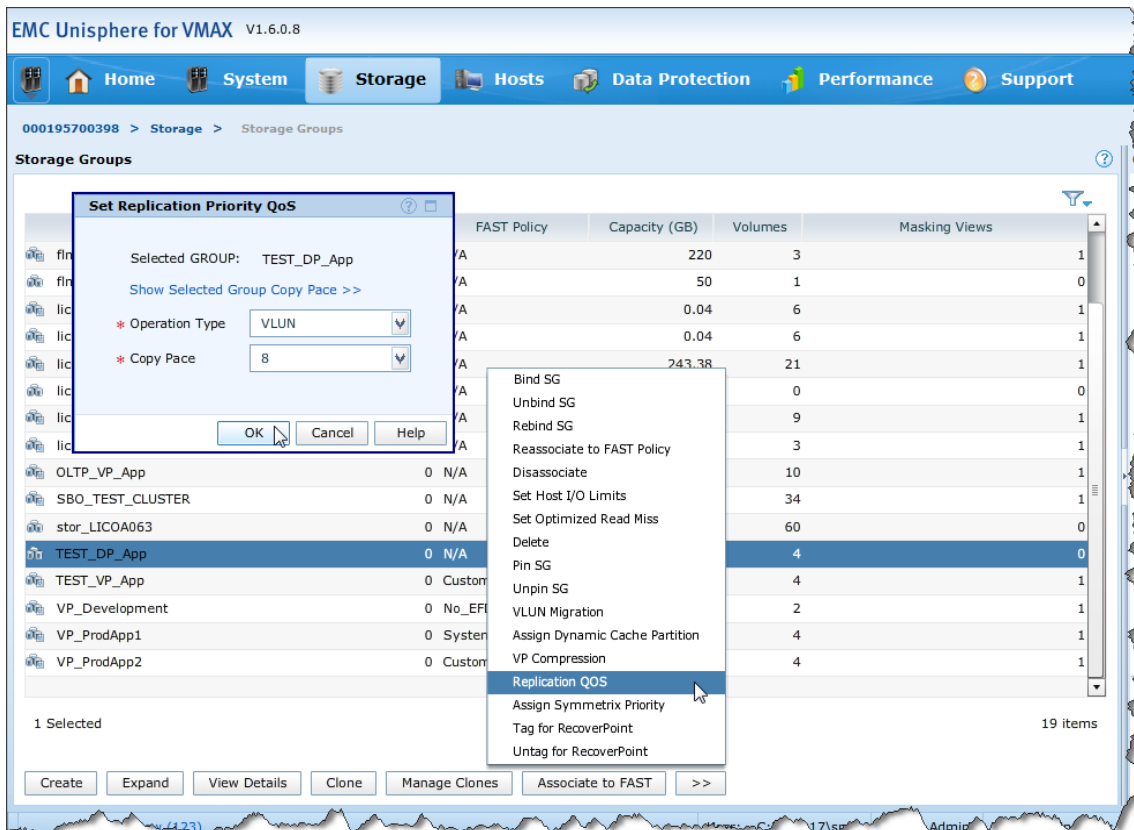 EMC Unisphere for VMAX V1.6.0.8
Home System Storage Hosts Data Protection Performance Support
000195700398 > Storage > Storage Groups
Storage Groups
Set Replication Priority QoS
Selected GROUP: TEST_DP_App
Show Selected Group Copy Pace >>
* Operation Type VLUN
* Copy Pace 8
OK Cancel Help
FAST Policy Capacity (GB) Volumes Masking Views
fln /A 220 3 1
fln /A 50 1 0
lic /A 0.04 6 1
lic /A 0.04 6 1
lic /A 243.38 21 1
lic /A 0 0
lic /A 9 1
lic /A 3 1
OLTP_VP_App 0 N/A 10 1
SBO_TEST_CLUSTER 0 N/A 34 1
stor_LICOA063 0 N/A 60 0
TEST_DP_App 0 N/A 4 0
TEST_VP_App 0 Custom 4 1
VP_Development 0 No_EF 2 1
VP_ProdApp1 0 System 4 1
VP_ProdApp2 0 Custom 4 1
Bind SG
Unbind SG
Rebind SG
Reassociate to FAST Policy
Disassociate
Set Host I/O Limits
Set Optimized Read Miss
Delete
Pin SG
Unpin SG
VLUN Migration
Assign Dynamic Cache Partition
VP Compression
Replication QOS
Assign Symmetrix Priority
Tag for RecoverPoint
Untag for RecoverPoint
1 Selected 19 items
Create Expand View Details Clone Manage Clones Associate to FAST >>